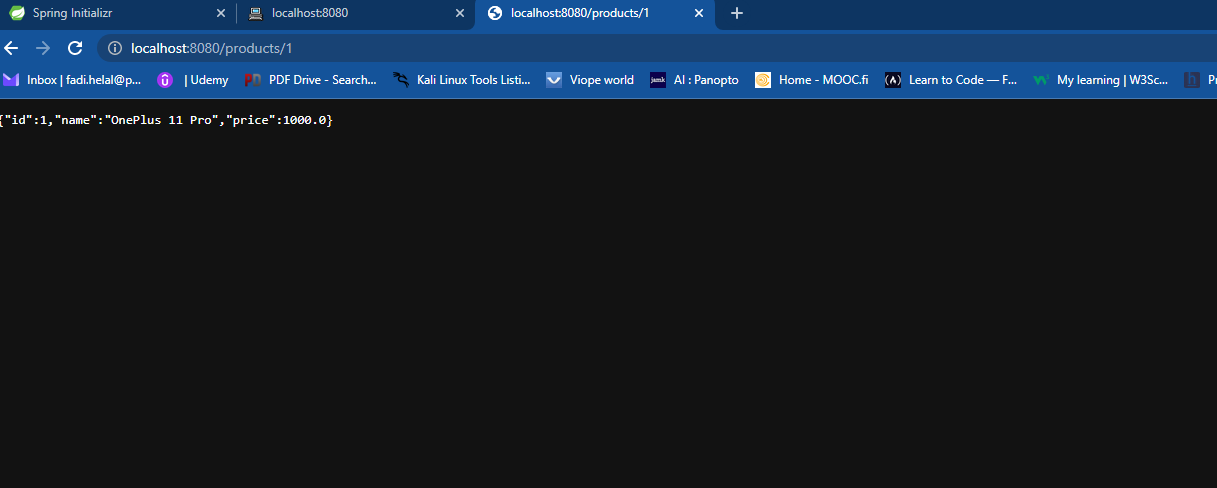 Spring Initializr
localhost:8080
localhost:8080/products/1
localhost:8080/products/1
Inbox | fadi.helal@p... | Udemy PDF Drive - Search... Kali Linux Tools Listi... Viope world jamk AI : Panopto Home - MOOC.fi Learn to Code — F... My learning | W3Sc...
{"id":1,"name":"OnePlus 11 Pro","price":1000.0}